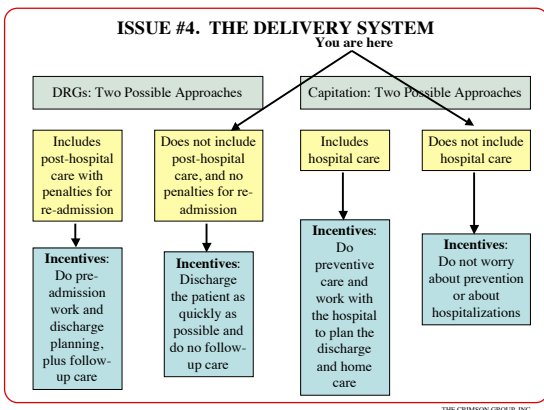 ISSUE #4. THE DELIVERY SYSTEM
You are here
DRGs: Two Possible Approaches
Capitation: Two Possible Approaches
Includes
post-hospital
care with
penalties for
re-admission
Does not include
post-hospital
care, and no
penalties for re-
admission
Includes
hospital care
Does not include
hospital care
Incentives:
Do pre-
admission
work and
discharge
planning,
plus follow-
up care
Incentives:
Discharge
the patient as
quickly as
possible and
do no follow-
up care
Incentives:
Do
preventive
care and
work with
the hospital
to plan the
discharge
and home
care
Incentives:
Do not worry
about prevention
or about
hospitalizations
THE CRIMSON GROUP, INC.